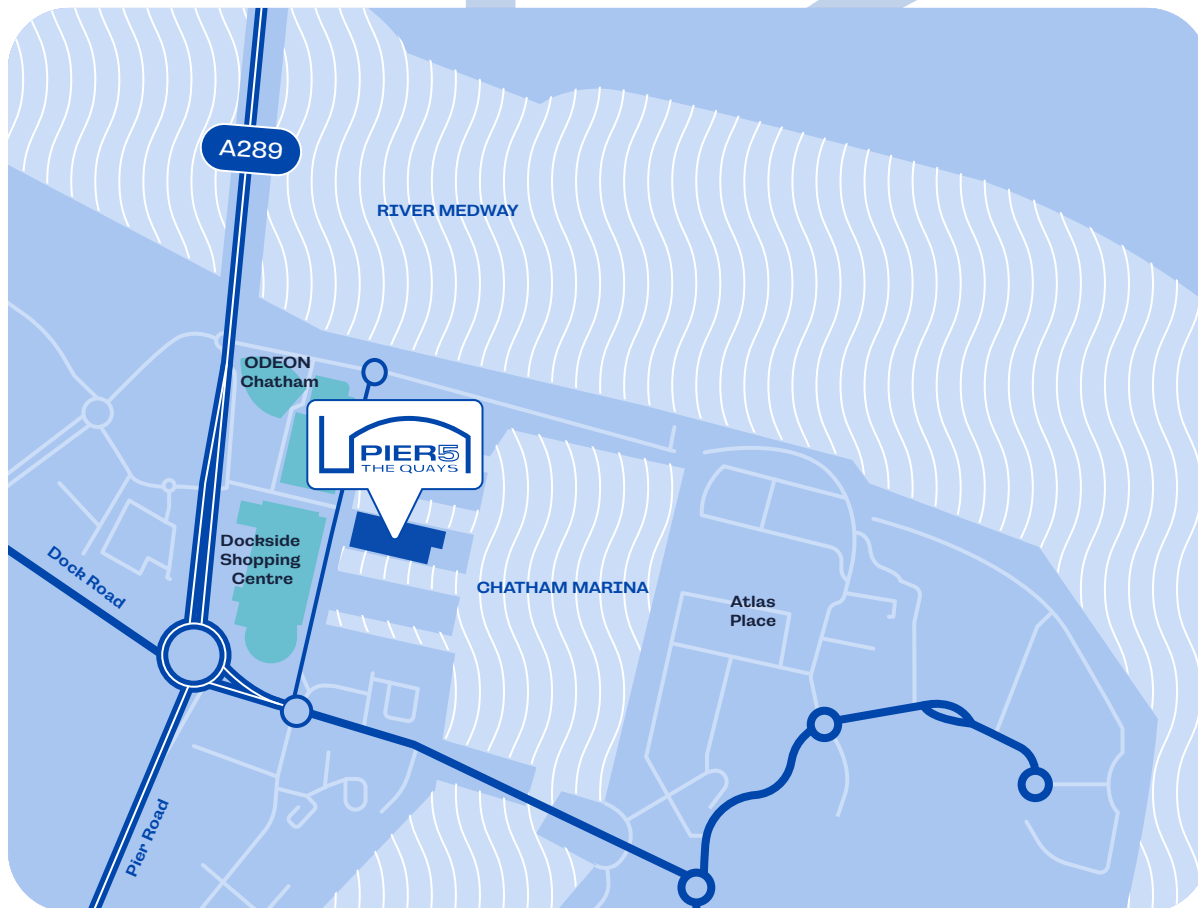 A289
RIVER MEDWAY
ODEON
Chatham
PIER5
THE QUAYS
Dockside
Shopping
Centre
Dock Road
CHATHAM MARINA
Atlas
Place
Pier Road